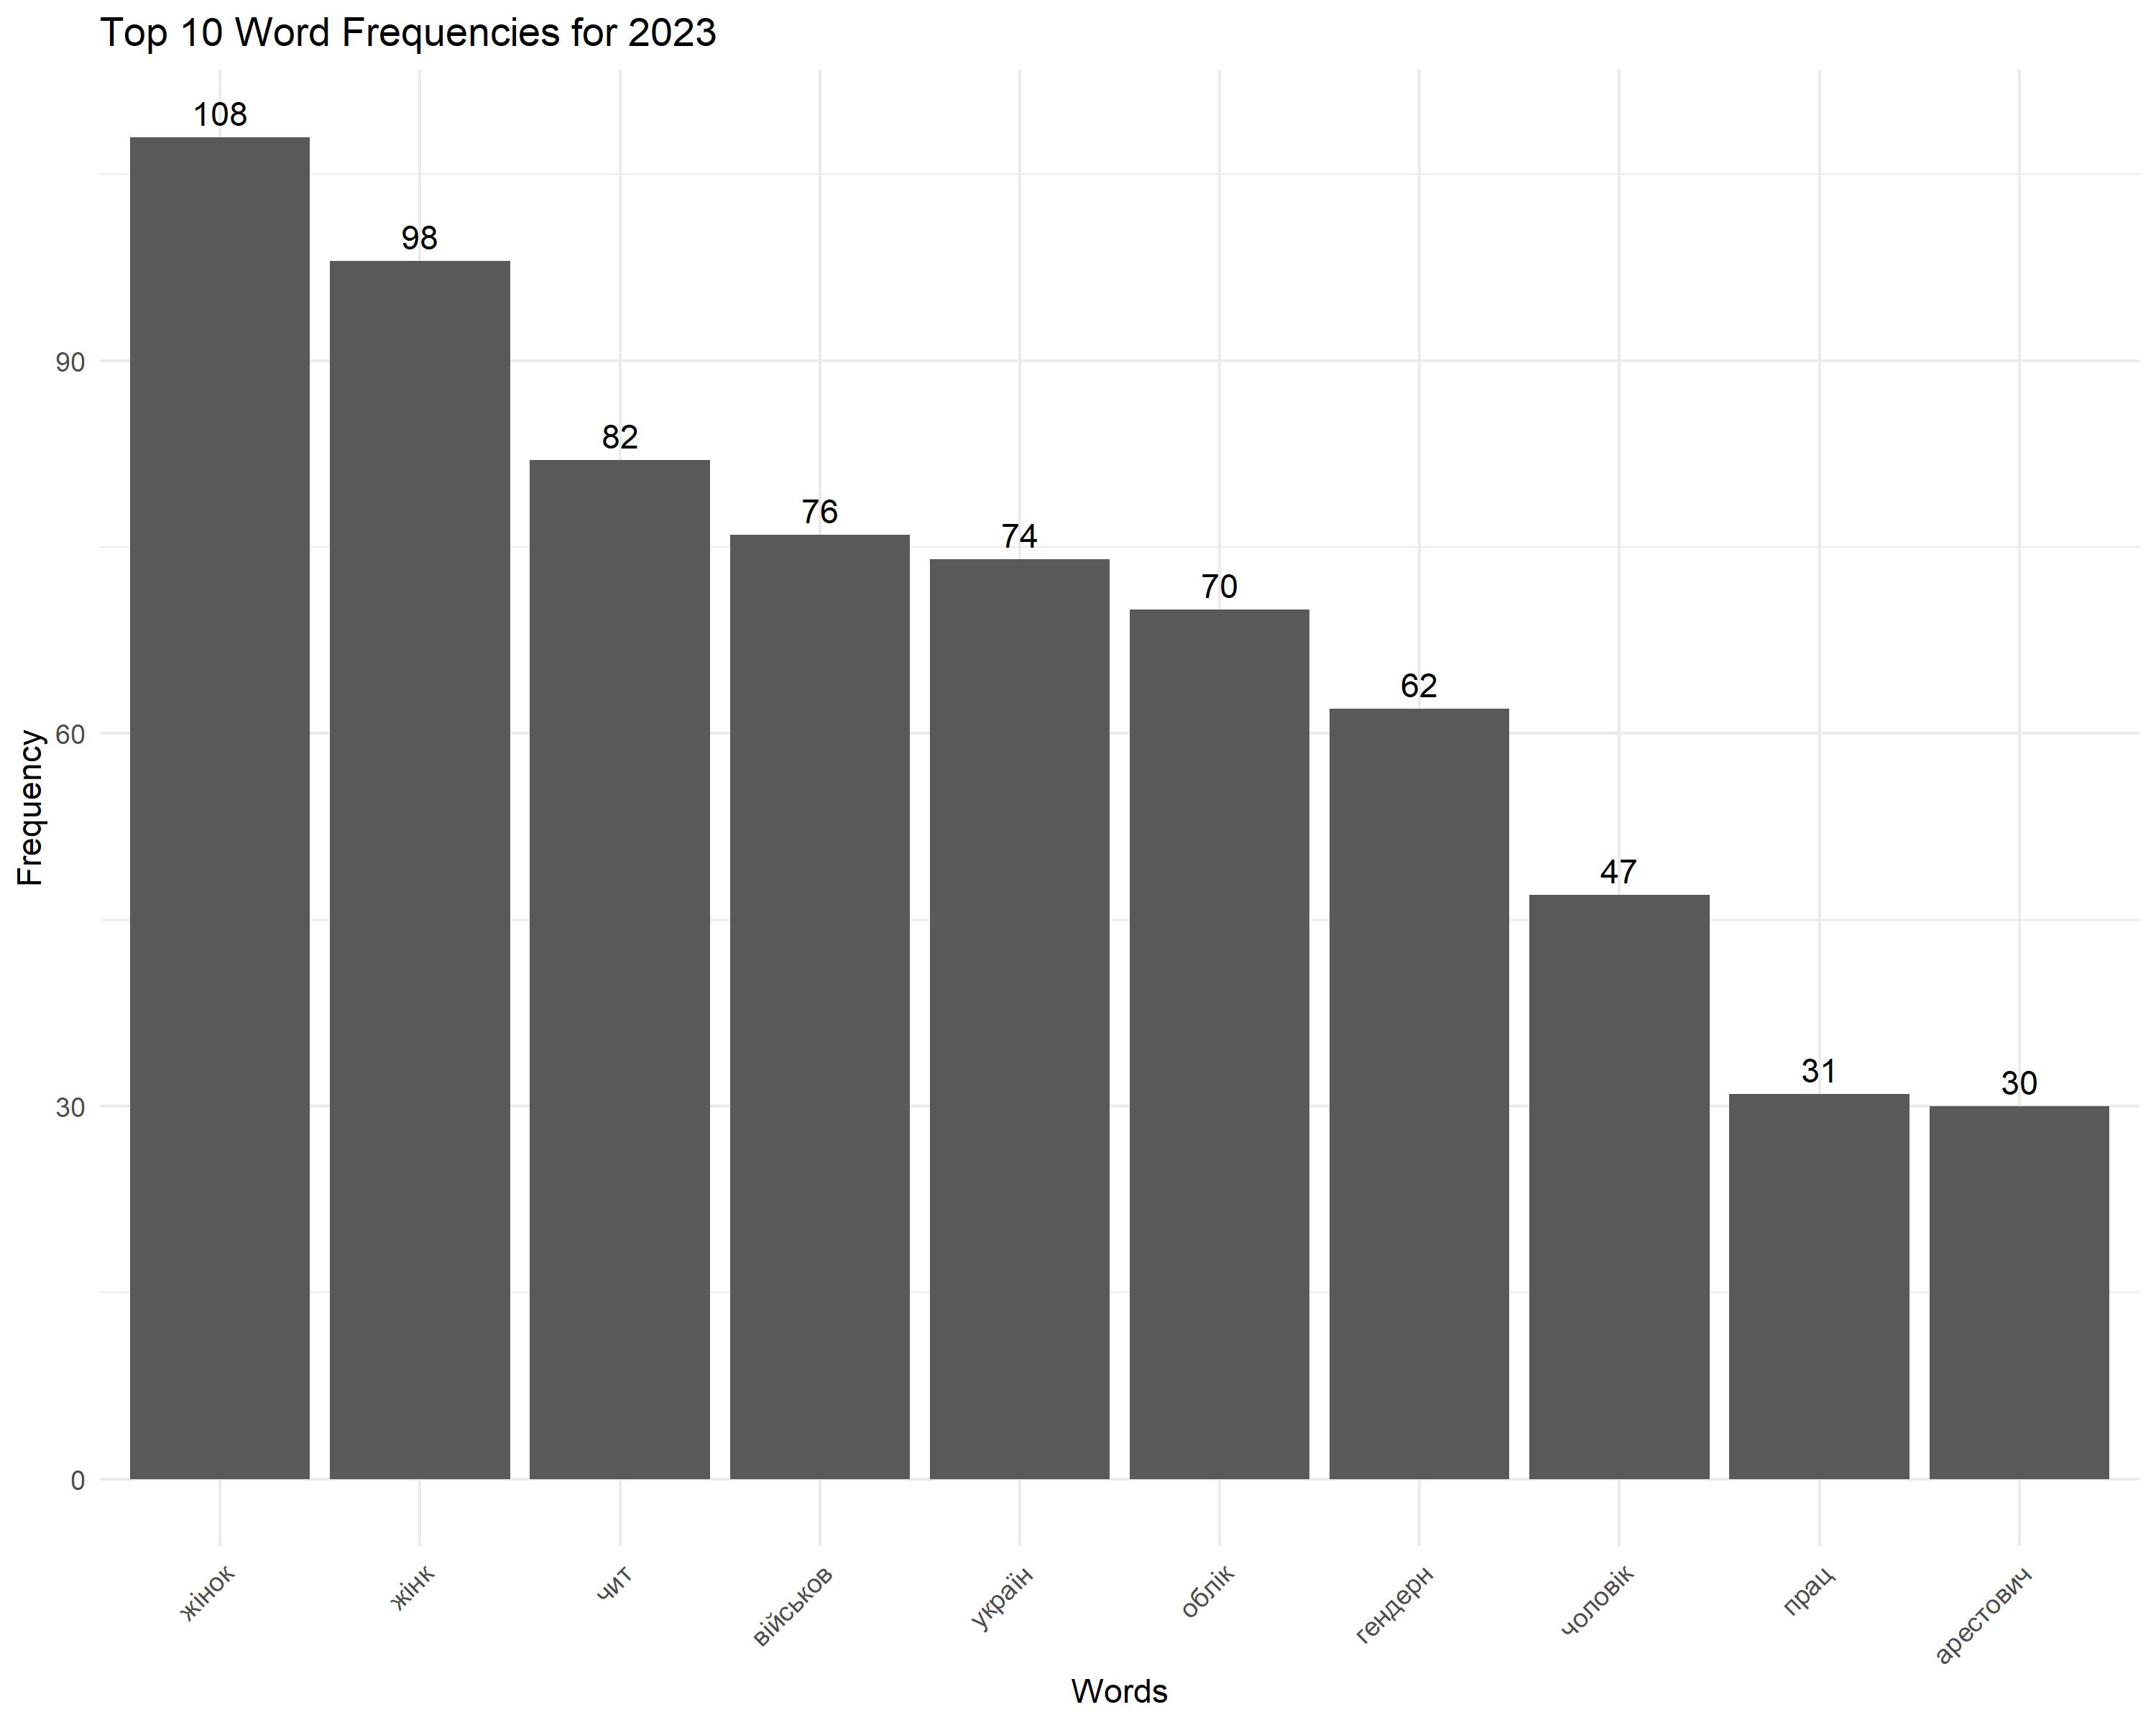 Top 10 Word Frequencies for 2023
108
98
82
76
74
70
62
47
31
30
90
60
30
0
Frequency
жінок
жінк
чит
військов
україн
облік
гендерн
чоловік
прац
арестович
Words